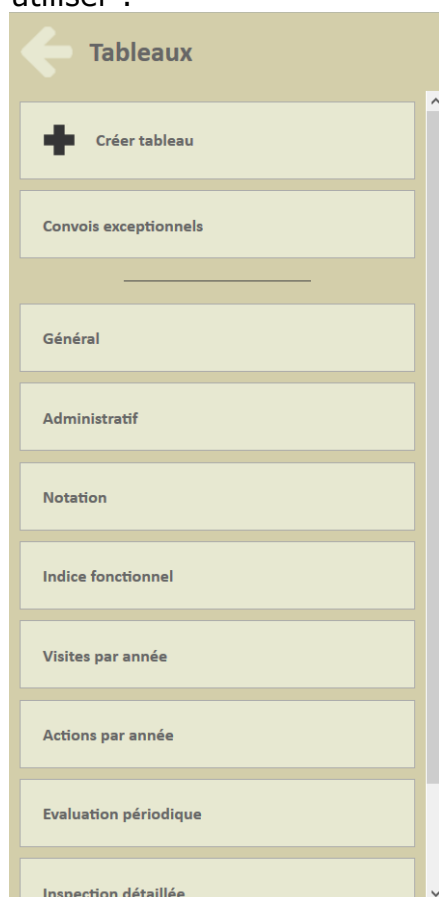 utiliser :
Tableaux
Créer tableau
Convois exceptionnels
Général
Administratif
Notation
Indice fonctionnel
Visites par année
Actions par année
Evaluation périodique
Inspection détaillée